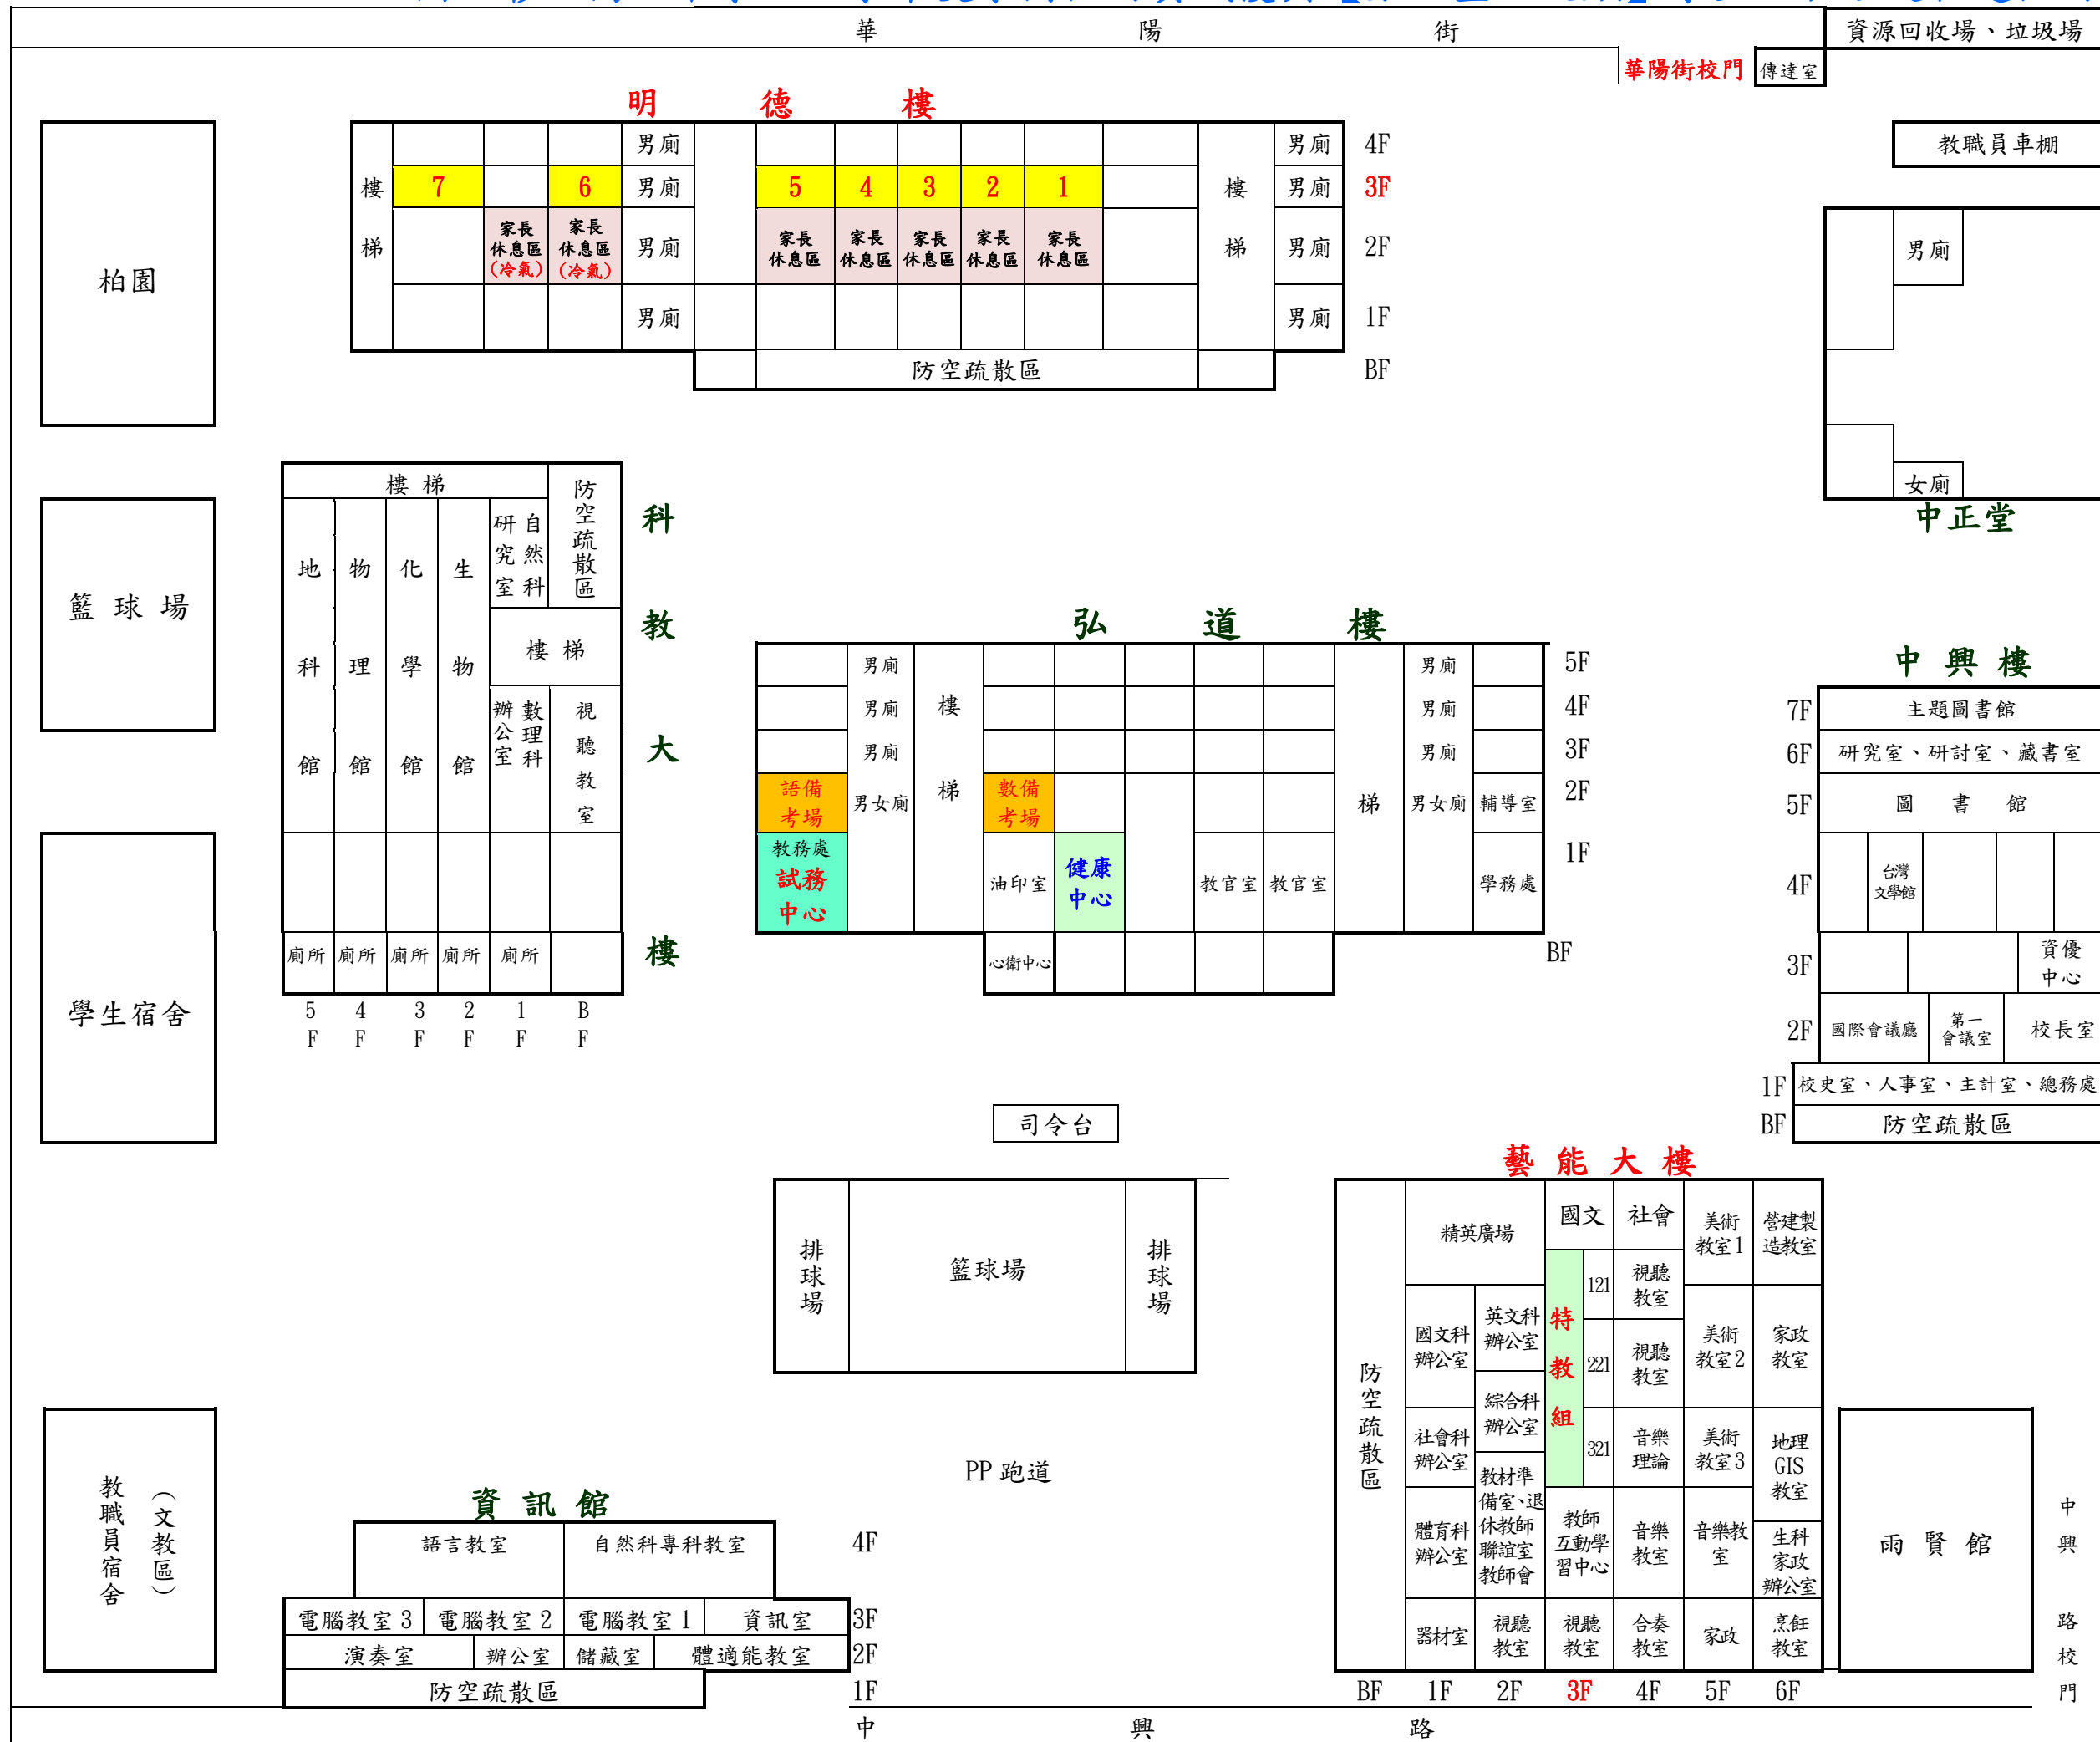 華陽街
資源回收場、垃圾場
華陽街校門
傳達室
明德樓
教職員車棚
柏園
樓梯
男廁
男廁
4F
7
6
男廁
5
4
3
2
1
樓梯
男廁
3F
家長
休息區
(冷氣)
家長
休息區
(冷氣)
男廁
家長
休息區
家長
休息區
家長
休息區
家長
休息區
家長
休息區
男廁
2F
男廁
男廁
1F
防空疏散區
BF
男廁
女廁
中正堂
籃球場
科教大樓
樓梯
防空疏散區
地科館
物理館
化學館
生物館
自然科
研究室
樓梯
數理科
辦公室
視聽教室
廁所
廁所
廁所
廁所
廁所
5F
4F
3F
2F
1F
BF
學生宿舍
弘道樓
男廁
樓梯
樓梯
男廁
5F
男廁
男廁
4F
男廁
男廁
3F
語備
考場
男女廁
數備
考場
男女廁
輔導室
2F
教務處
試務
中心
油印室
健康
中心
教官室
教官室
學務處
1F
心衛中心
BF
中興樓
7F
主題圖書館
6F
研究室、研討室、藏書室
5F
圖書館
4F
台灣
文學館
3F
資優
中心
2F
國際會議廳
第一
會議室
校長室
1F
校史室、人事室、主計室、總務處
BF
防空疏散區
司令台
排球場
籃球場
排球場
PP 跑道
藝能大樓
防空疏散區
精英廣場
國文科
辦公室
社會科
辦公室
體育科
辦公室
器材室
英文科
辦公室
綜合科
辦公室
教材準
備室、退
休教師
聯誼室
教師會
視聽
教室
國文
特教組
121
221
321
教師
互動學
習中心
視聽
教室
社會
視聽
教室
視聽
教室
音樂
理論
音樂
教室
合奏
教室
美術
教室1
美術
教室2
美術
教室3
音樂教
室
家政
營建製
造教室
家政
教室
地理
GIS
教室
生科
家政
辦公室
烹飪
教室
BF
1F
2F
3F
4F
5F
6F
雨賢館
中興路校門
教職員宿舍
(文教區)
資訊館
語言教室
自然科專科教室
4F
電腦教室3
電腦教室2
電腦教室1
資訊室
3F
演奏室
辦公室
儲藏室
體適能教室
2F
防空疏散區
1F
中興路